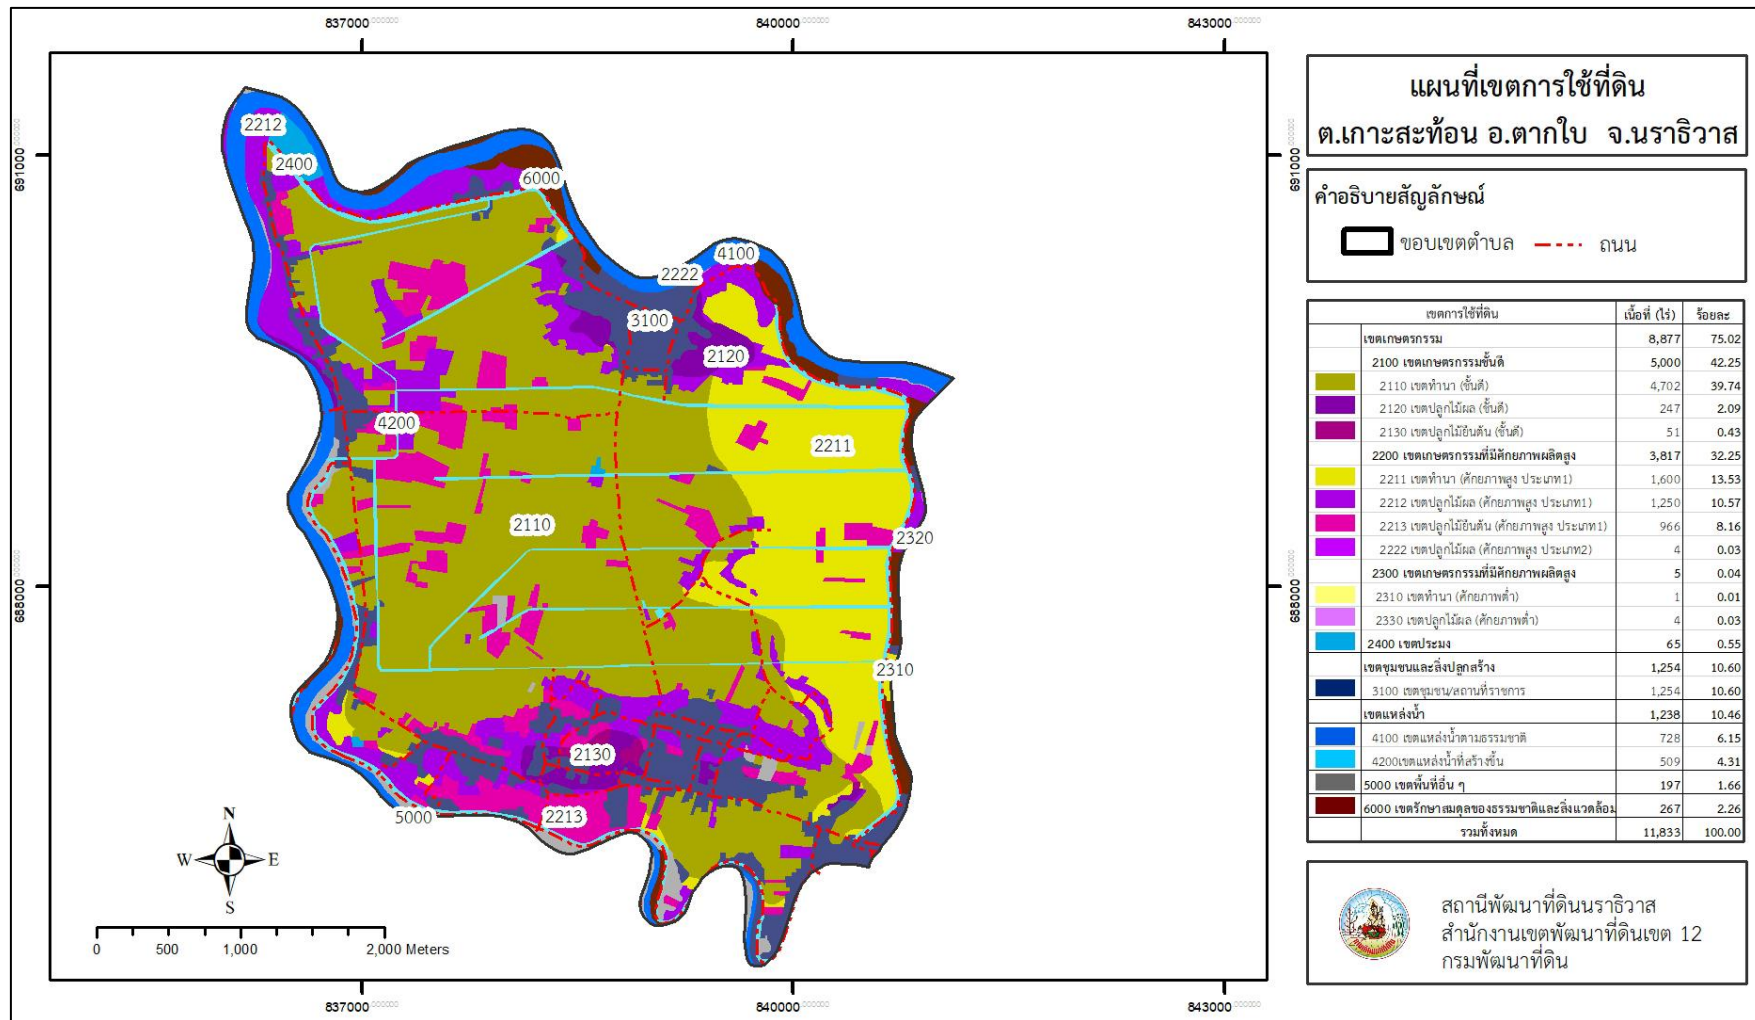 837000
840000
843000
691000
688000
691000
688000
837000
840000
843000
2212
2400
6000
4100
2222
3100
2120
4200
2211
2110
2320
2310
2130
2213
5000
N
W E
S
0 500 1,000 2,000 Meters
แผนที่เขตการใช้ที่ดิน
ต.เกาะสะท้อน อ.ตากใบ จ.นราธิวาส
คำอธิบายสัญลักษณ์
ขอบเขตตำบล ถนน
เขตการใช้ที่ดิน เนื้อที่ (ไร่) ร้อยละ
เขตเกษตรกรรม 8,877 75.02
2100 เขตเกษตรกรรมชั้นดี 5,000 42.25
2110 เขตทำนา (ชั้นดี) 4,702 39.74
2120 เขตปลูกไม้ผล (ชั้นดี) 247 2.09
2130 เขตปลูกไม้ยืนต้น (ชั้นดี) 51 0.43
2200 เขตเกษตรกรรมที่มีศักยภาพผลิตสูง 3,817 32.25
2211 เขตทำนา (ศักยภาพสูง ประเภท1) 1,600 13.53
2212 เขตปลูกไม้ผล (ศักยภาพสูง ประเภท1) 1,250 10.57
2213 เขตปลูกไม้ยืนต้น (ศักยภาพสูง ประเภท1) 966 8.16
2222 เขตปลูกไม้ผล (ศักยภาพสูง ประเภท2) 4 0.03
2300 เขตเกษตรกรรมที่มีศักยภาพผลิตสูง 5 0.04
2310 เขตทำนา (ศักยภาพต่ำ) 1 0.01
2330 เขตปลูกไม้ผล (ศักยภาพต่ำ) 4 0.03
2400 เขตประมง 65 0.55
เขตชุมชนและสิ่งปลูกสร้าง 1,254 10.60
3100 เขตชุมชน/สถานที่ราชการ 1,254 10.60
เขตแหล่งน้ำ 1,238 10.46
4100 เขตแหล่งน้ำตามธรรมชาติ 728 6.15
4200เขตแหล่งน้ำที่สร้างขึ้น 509 4.31
5000 เขตพื้นที่อื่น ๆ 197 1.66
6000 เขตรักษาสมดุลของธรรมชาติและสิ่งแวดล้อม 267 2.26
รวมทั้งหมด 11,833 100.00
สถานีพัฒนาที่ดินนราธิวาส
สำนักงานเขตพัฒนาที่ดินเขต 12
กรมพัฒนาที่ดิน